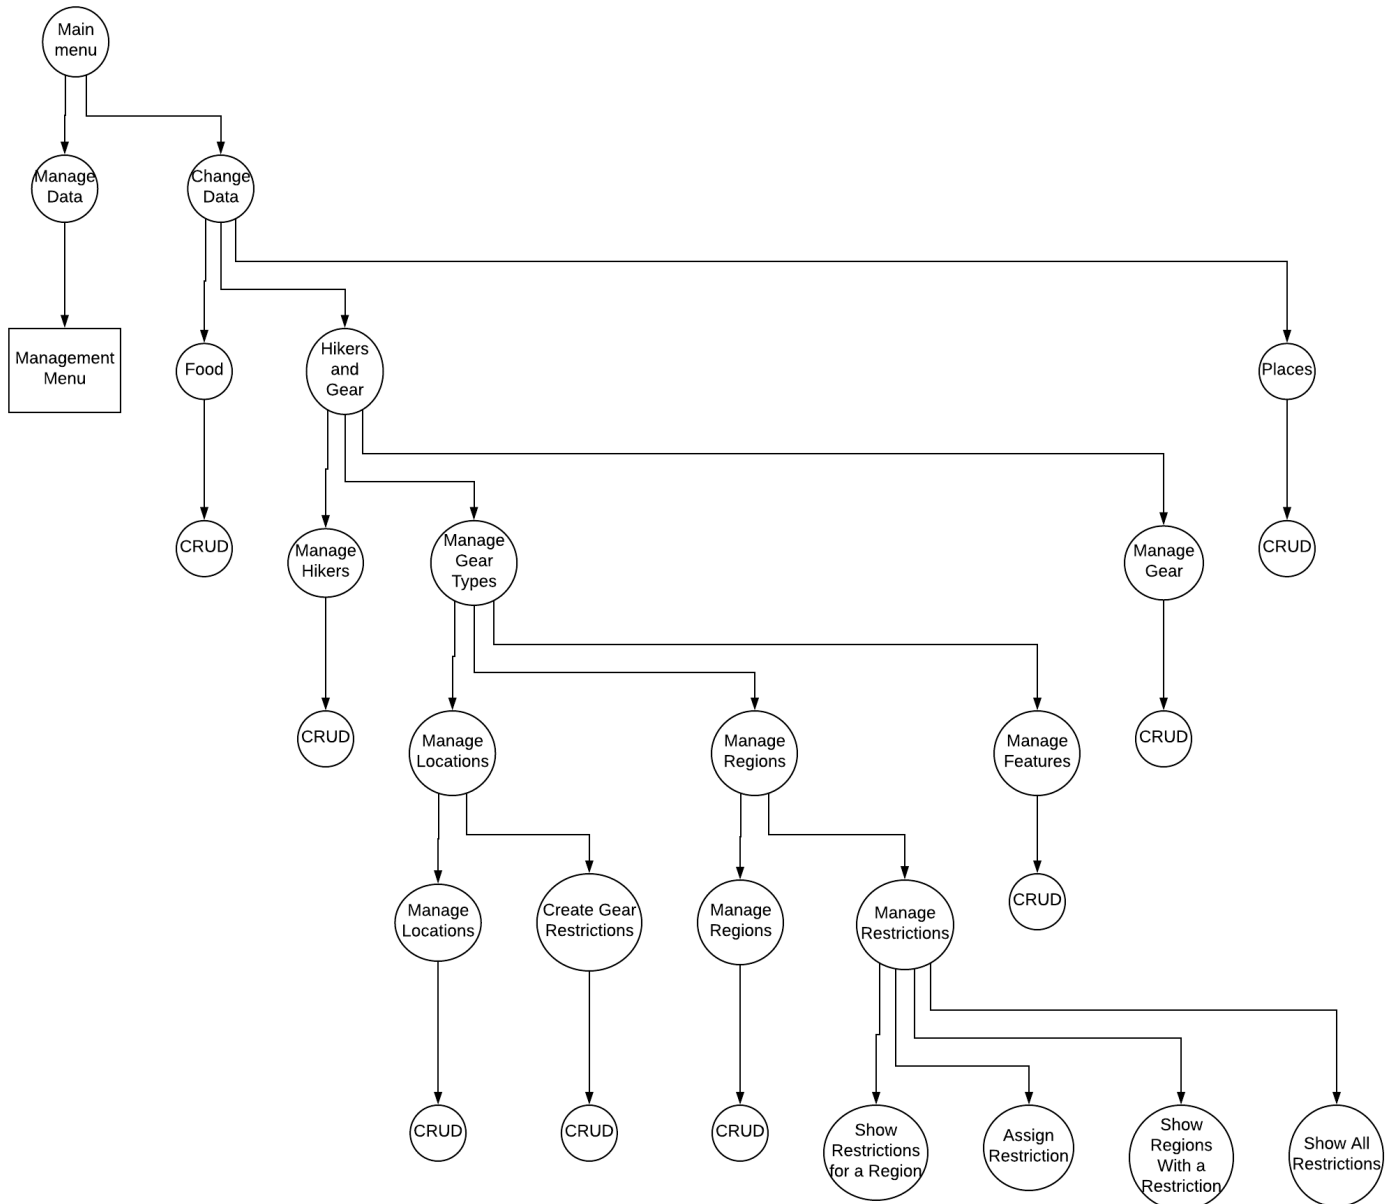 Main
menu
Manage
Data
Change
Data
Management
Menu
Food
Hikers
and
Gear
Places
CRUD
Manage
Hikers
Manage
Gear
Types
Manage
Gear
CRUD
CRUD
Manage
Locations
Manage
Regions
Manage
Features
CRUD
Manage
Locations
Create Gear
Restrictions
Manage
Regions
Manage
Restrictions
CRUD
CRUD
CRUD
CRUD
Show
Restrictions
for a Region
Assign
Restriction
Show
Regions
With a
Restriction
Show All
Restrictions